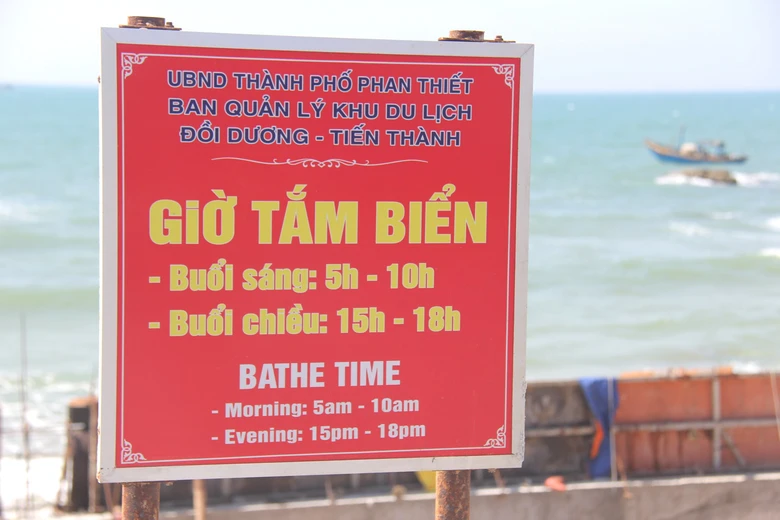 UBND THÀNH PHỐ PHAN THIẾT
BAN QUẢN LÝ KHU DU LỊCH
ĐỒI DƯƠNG - TIẾN THÀNH
GIỜ TẮM BIỂN
- Buổi sáng: 5h - 10h
- Buổi chiều: 15h - 18h
BATHE TIME
- Morning: 5am - 10am
- Evening: 15pm - 18pm